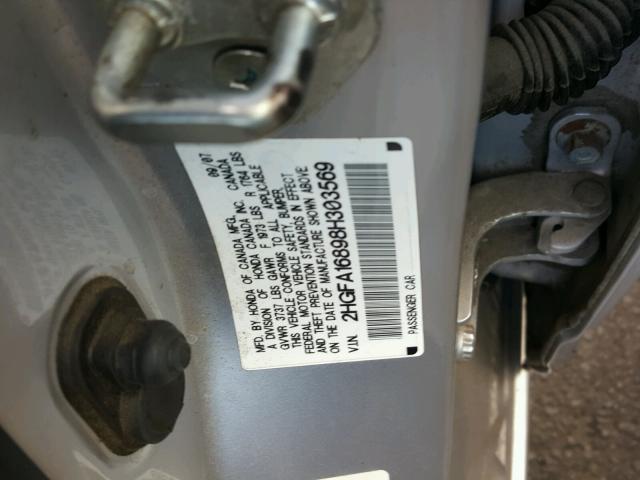 MFD. BY HONDA OF CANADA MFG. CANADA 09/07
A DIVISION OF HONDA CANADA INC.
GVWR 3737 LBS GAWR F 1973 LBS R 1764 LBS
THIS VEHICLE CONFORMS TO ALL APPLICABLE
FEDERAL MOTOR VEHICLE SAFETY, BUMPER,
AND THEFT PREVENTION STANDARDS IN EFFECT
ON THE DATE OF MANUFACTURE SHOWN ABOVE
V.I.N. 2HGFA16898H303569
PASSENGER CAR